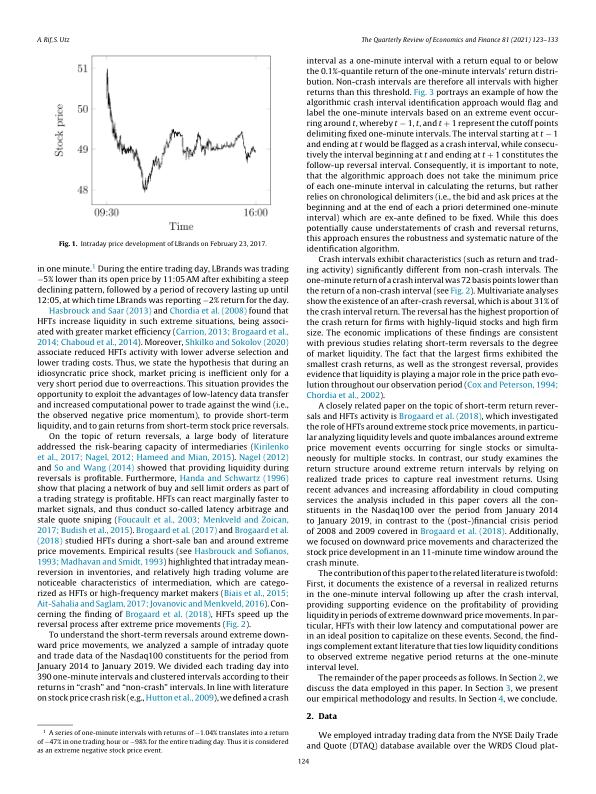 A. Rif, S. Utz
The Quarterly Review of Economics and Finance 81 (2021) 123–133
51
50
49
48
Stock price
09:30
16:00
Time
Fig. 1. Intraday price development of LBrands on February 23, 2017.
in one minute.1 During the entire trading day, LBrands was trading
−5% lower than its open price by 11:05 AM after exhibiting a steep
declining pattern, followed by a period of recovery lasting up until
12:05, at which time LBrands was reporting −2% return for the day.
Hasbrouck and Saar (2013) and Chordia et al. (2008) found that
HFTs increase liquidity in such extreme situations, being associ-
ated with greater market efficiency (Carrion, 2013; Brogaard et al.,
2014; Chaboud et al., 2014). Moreover, Shkilko and Sokolov (2020)
associate reduced HFTs activity with lower adverse selection and
lower trading costs. Thus, we state the hypothesis that during an
idiosyncratic price shock, market pricing is inefficient only for a
very short period due to overreactions. This situation provides the
opportunity to exploit the advantages of low-latency data transfer
and increased computational power to trade against the wind (i.e.,
the observed negative price momentum), to provide short-term
liquidity, and to gain returns from short-term stock price reversals.
On the topic of return reversals, a large body of literature
addressed the risk-bearing capacity of intermediaries (Kirilenko
et al., 2017; Nagel, 2012; Hameed and Mian, 2015). Nagel (2012)
and So and Wang (2014) showed that providing liquidity during
reversals is profitable. Furthermore, Handa and Schwartz (1996)
show that placing a network of buy and sell limit orders as part of
a trading strategy is profitable. HFTs can react marginally faster to
market signals, and thus conduct so-called latency arbitrage and
stale quote sniping (Foucault et al., 2003; Menkveld and Zoican,
2017; Budish et al., 2015). Brogaard et al. (2017) and Brogaard et al.
(2018) studied HFTs during a short-sale ban and around extreme
price movements. Empirical results (see Hasbrouck and Sofianos,
1993; Madhavan and Smidt, 1993) highlighted that intraday mean-
reversion in inventories, and relatively high trading volume are
noticeable characteristics of intermediation, which are catego-
rized as HFTs or high-frequency market makers (Biais et al., 2015;
Aït-Sahalia and Saglam, 2017; Jovanovic and Menkveld, 2016). Con-
cerning the finding of Brogaard et al. (2018), HFTs speed up the
reversal process after extreme price movements (Fig. 2).
To understand the short-term reversals around extreme down-
ward price movements, we analyzed a sample of intraday quote
and trade data of the Nasdaq100 constituents for the period from
January 2014 to January 2019. We divided each trading day into
390 one-minute intervals and clustered intervals according to their
returns in “crash” and “non-crash” intervals. In line with literature
on stock price crash risk (e.g., Hutton et al., 2009), we defined a crash
1 A series of one-minute intervals with returns of −1.04% translates into a return
of −47% in one trading hour or −98% for the entire trading day. Thus it is considered
as an extreme negative stock price event.
interval as a one-minute interval with a return equal to or below
the 0.1%-quantile return of the one-minute intervals’ return distri-
bution. Non-crash intervals are therefore all intervals with higher
returns than this threshold. Fig. 3 portrays an example of how the
algorithmic crash interval identification approach would flag and
label the one-minute intervals based on an extreme event occur-
ring around t, whereby t − 1, t, and t + 1 represent the cutoff points
delimiting fixed one-minute intervals. The interval starting at t − 1
and ending at t would be flagged as a crash interval, while consecu-
tively the interval beginning at t and ending at t + 1 constitutes the
follow-up reversal interval. Consequently, it is important to note,
that the algorithmic approach does not take the minimum price
of each one-minute interval in calculating the returns, but rather
relies on chronological delimiters (i.e., the bid and ask prices at the
beginning and at the end of each a priori determined one-minute
interval) which are ex-ante defined to be fixed. While this does
potentially cause understatements of crash and reversal returns,
this approach ensures the robustness and systematic nature of the
identification algorithm.
Crash intervals exhibit characteristics (such as return and trad-
ing activity) significantly different from non-crash intervals. The
one-minute return of a crash interval was 72 basis points lower than
the return of a non-crash interval (see Fig. 2). Multivariate analyses
show the existence of an after-crash reversal, which is about 31% of
the crash interval return. The reversal has the highest proportion of
the crash return for firms with highly-liquid stocks and high firm
size. The economic implications of these findings are consistent
with previous studies relating short-term reversals to the degree
of market liquidity. The fact that the largest firms exhibited the
smallest crash returns, as well as the strongest reversal, provides
evidence that liquidity is playing a major role in the price path evo-
lution throughout our observation period (Cox and Peterson, 1994;
Chordia et al., 2002).
A closely related paper on the topic of short-term return rever-
sals and HFTs activity is Brogaard et al. (2018), which investigated
the role of HFTs around extreme stock price movements, in particu-
lar analyzing liquidity levels and quote imbalances around extreme
price movement events occurring for single stocks or simulta-
neously for multiple stocks. In contrast, our study examines the
return structure around extreme return intervals by relying on
realized trade prices to capture real investment returns. Using
recent advances and increasing affordability in cloud computing
services the analysis included in this paper covers all the con-
stituents in the Nasdaq100 over the period from January 2014
to January 2019, in contrast to the (post-)financial crisis period
of 2008 and 2009 covered in Brogaard et al. (2018). Additionally,
we focused on downward price movements and characterized the
stock price development in an 11-minute time window around the
crash minute.
The contribution of this paper to the related literature is twofold:
First, it documents the existence of a reversal in realized returns
in the one-minute interval following up after the crash interval,
providing supporting evidence on the profitability of providing
liquidity in periods of extreme downward price movements. In par-
ticular, HFTs with their low latency and computational power are
in an ideal position to capitalize on these events. Second, the find-
ings complement extant literature that ties low liquidity conditions
to observed extreme negative period returns at the one-minute
interval level.
The remainder of the paper proceeds as follows. In Section 2, we
discuss the data employed in this paper. In Section 3, we present
our empirical methodology and results. In Section 4, we conclude.
2. Data
We employed intraday trading data from the NYSE Daily Trade
and Quote (DTAQ) database available over the WRDS Cloud plat-
124